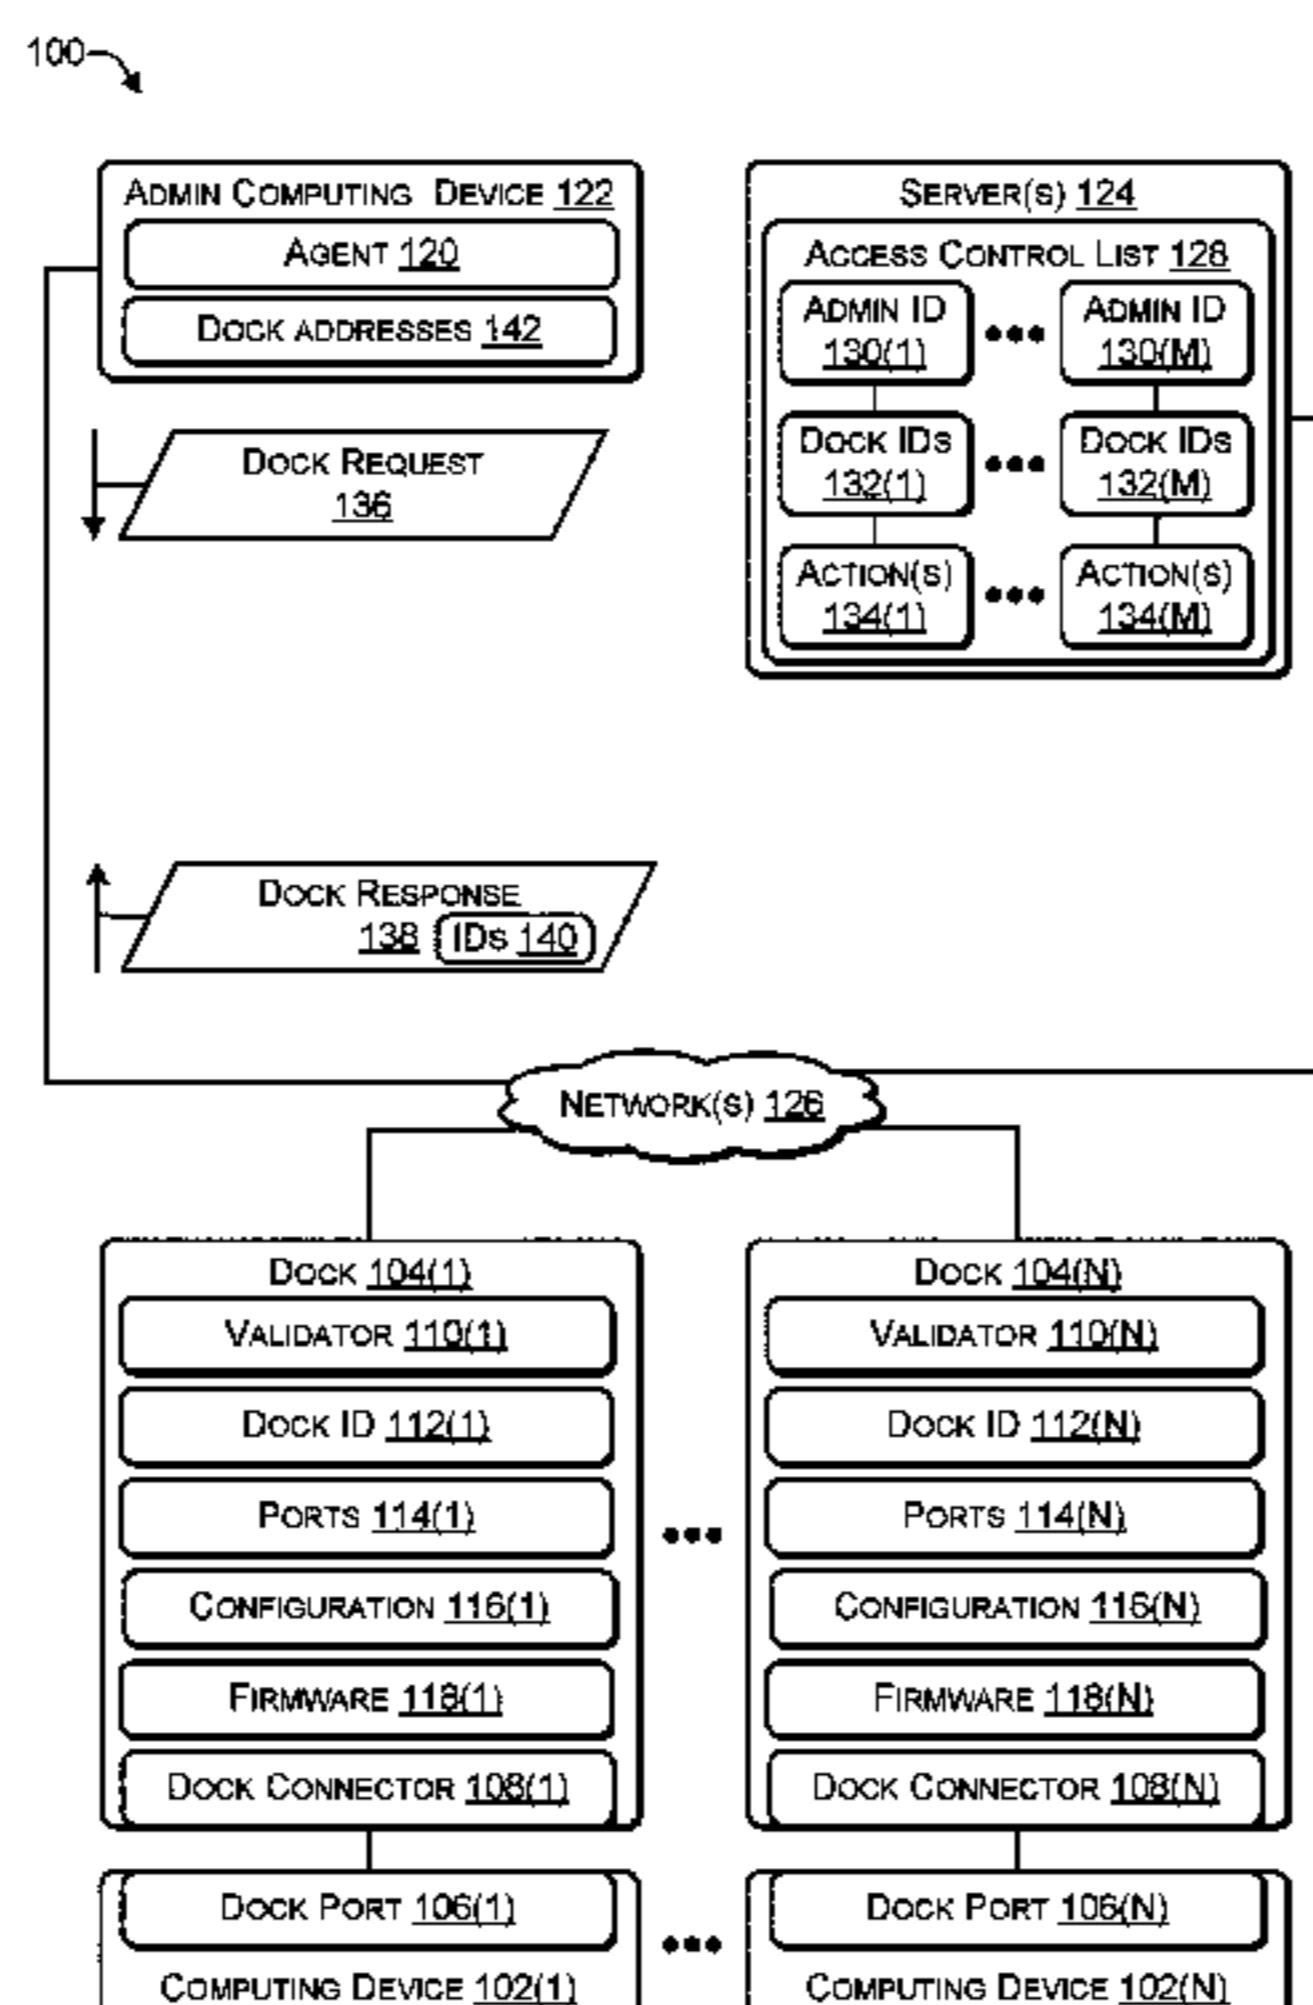 100
ADMIN COMPUTING DEVICE 122
AGENT 120
DOCK ADDRESSES 142
SERVER(S) 124
ACCESS CONTROL LIST 128
ADMIN ID
130(1)
ADMIN ID
130(M)
DOCK IDS
132(1)
DOCK IDS
132(M)
ACTION(S)
134(1)
ACTION(S)
134(M)
DOCK REQUEST
136
DOCK RESPONSE
138 IDS 140
NETWORK(S) 126
DOCK 104(1)
VALIDATOR 110(1)
DOCK ID 112(1)
PORTS 114(1)
CONFIGURATION 116(1)
FIRMWARE 118(1)
DOCK CONNECTOR 108(1)
DOCK PORT 106(1)
COMPUTING DEVICE 102(1)
DOCK 104(N)
VALIDATOR 110(N)
DOCK ID 112(N)
PORTS 114(N)
CONFIGURATION 116(N)
FIRMWARE 118(N)
DOCK CONNECTOR 108(N)
DOCK PORT 106(N)
COMPUTING DEVICE 102(N)